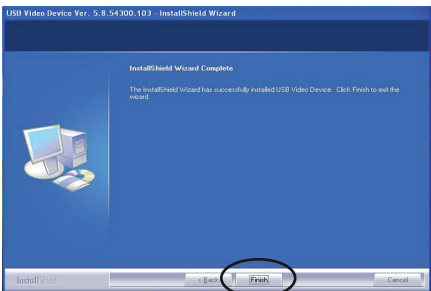 USB Video Device Ver. 5.8.54300.103 - InstallShield Wizard
InstallShield Wizard Complete
The InstallShield Wizard has successfully installed USB Video Device. Click Finish to exit the
wizard.
InstallShield
< Back
Finish
Cancel